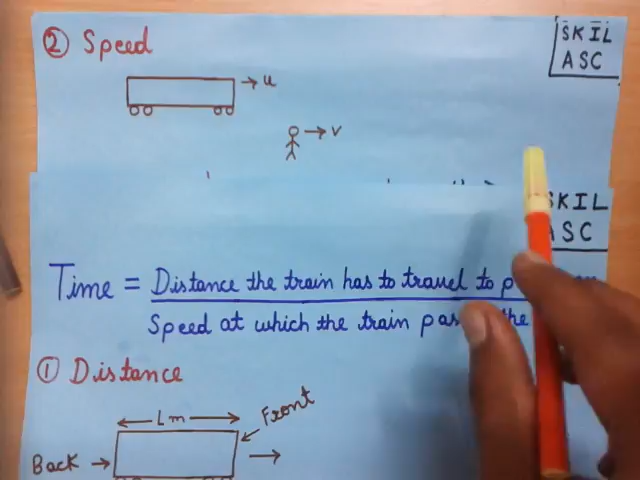 ② Speed
SKIL
ASC
→ u
→ v
SKIL
ASC
Time = Distance the train has to travel to
Speed at which the train the
① Distance
← L m →
Front
Back →